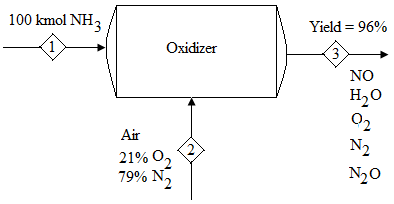 100 kmol NH3
1
Oxidizer
Yield = 96%
3
NO
H2O
O2
N2
N2O
Air
21% O2
79% N2
2